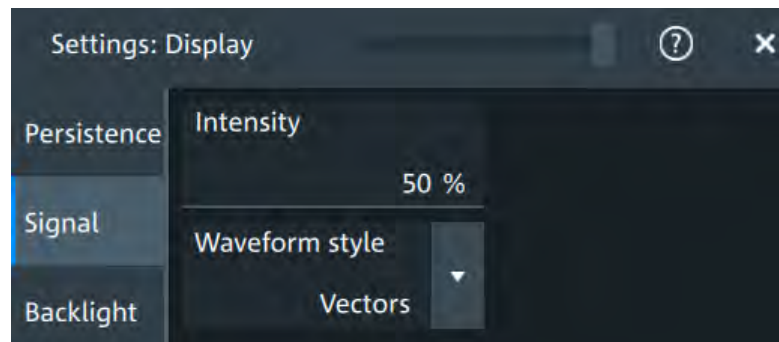 Settings: Display
Persistence
Signal
Backlight
Intensity
50 %
Waveform style
Vectors